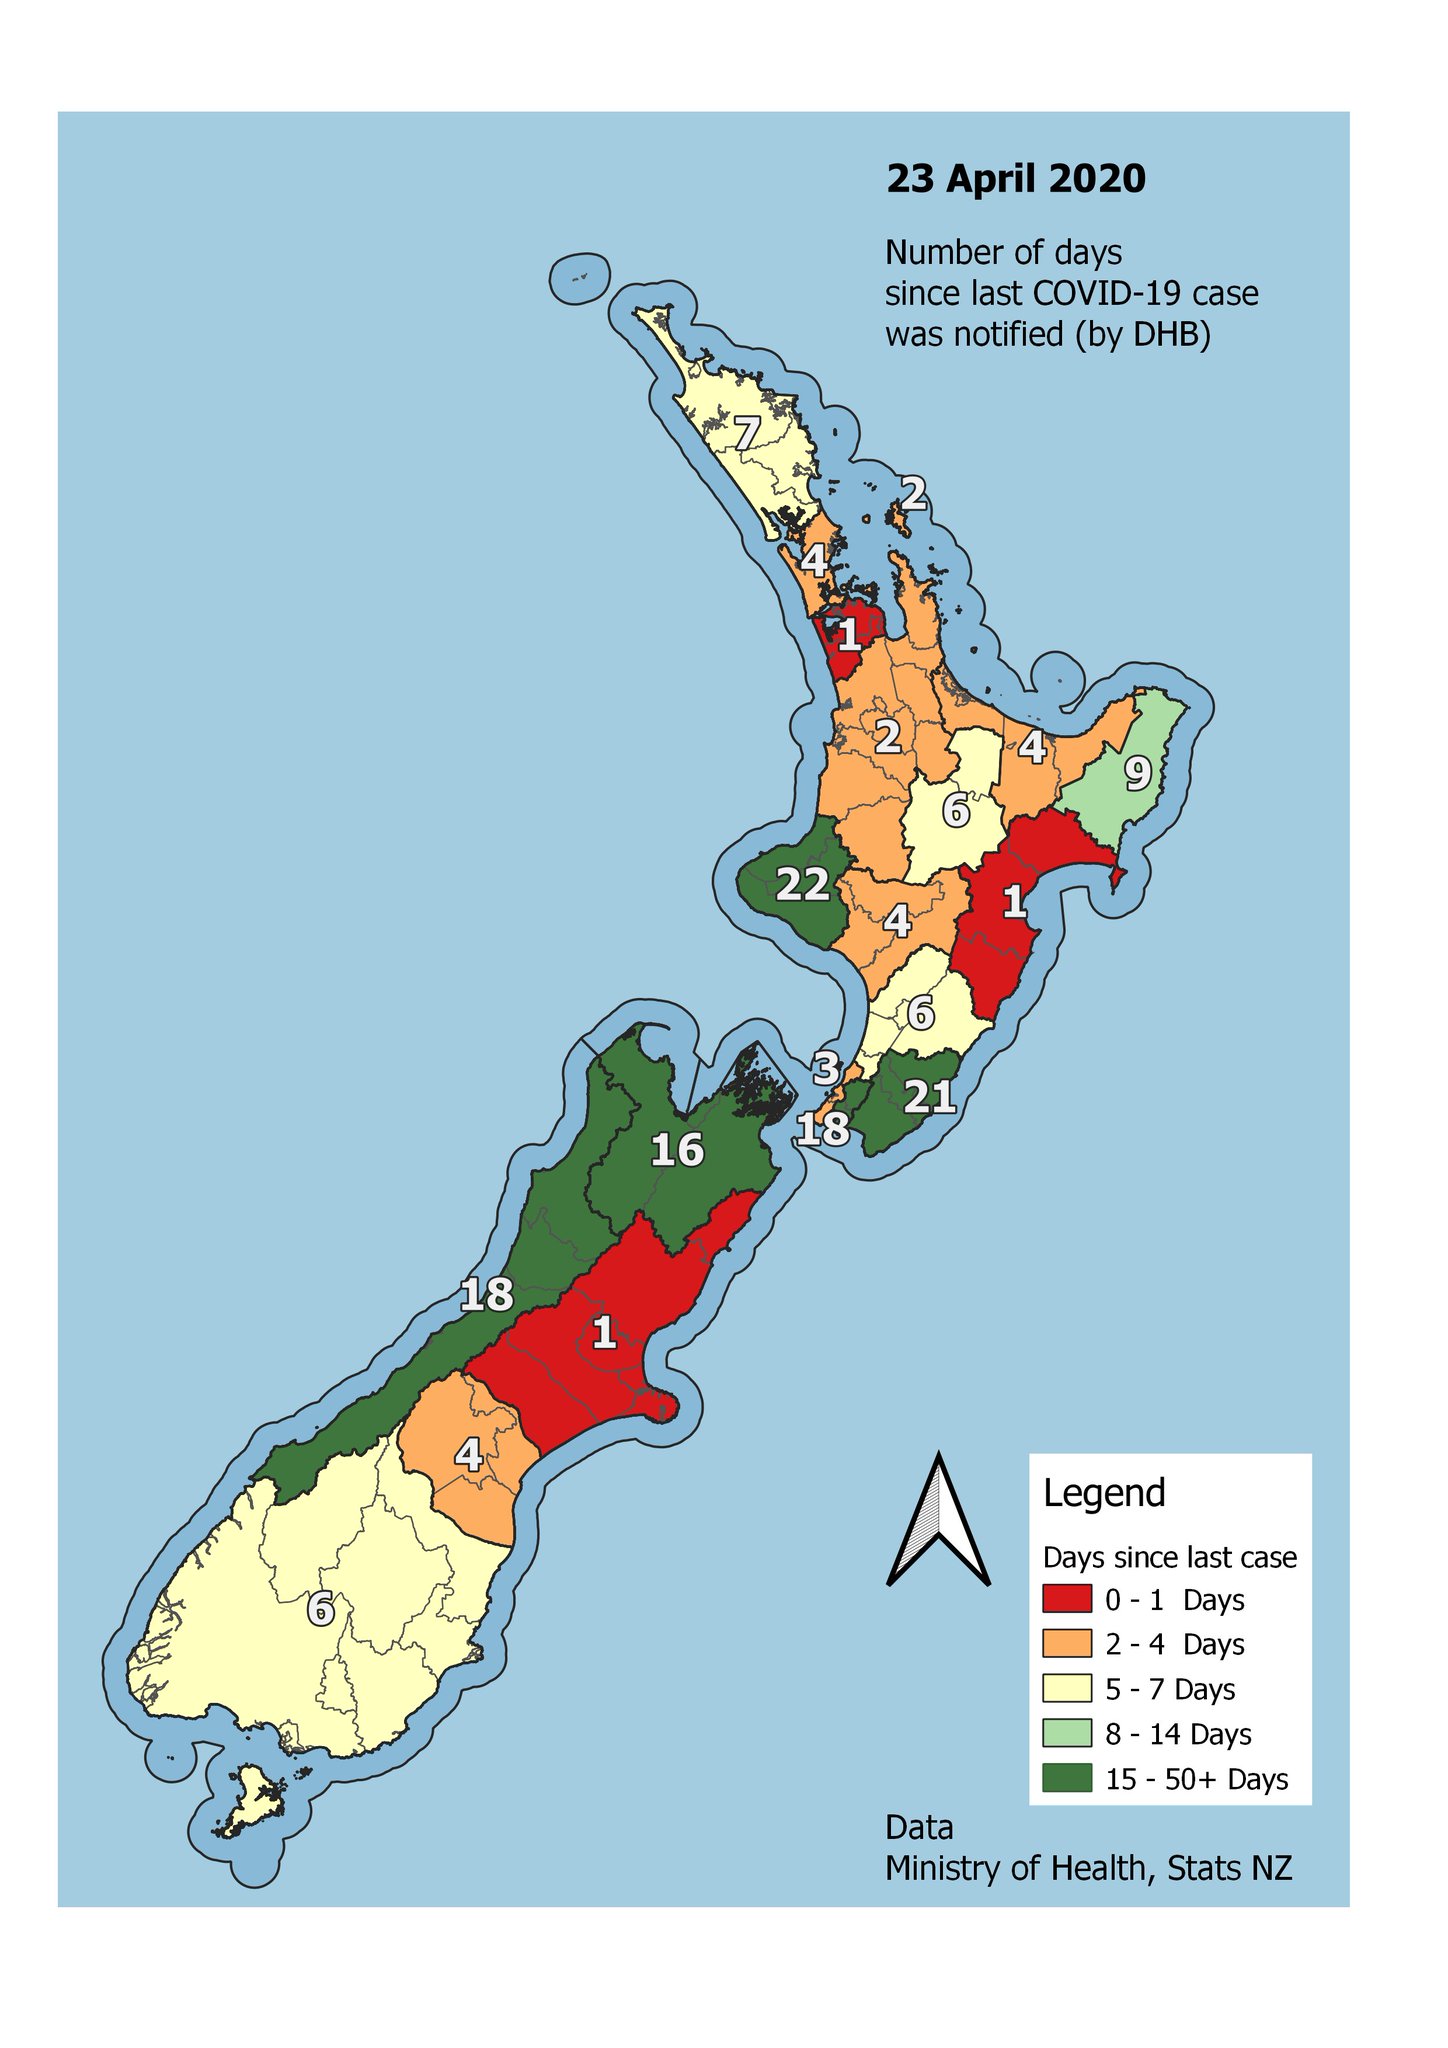 23 April 2020
Number of days
since last COVID-19 case
was notified (by DHB)
7
2
4
1
2
4
9
6
22
4
1
6
3
21
18
16
18
1
4
6
Legend
Days since last case
0 - 1 Days
2 - 4 Days
5 - 7 Days
8 - 14 Days
15 - 50+ Days
Data
Ministry of Health, Stats NZ